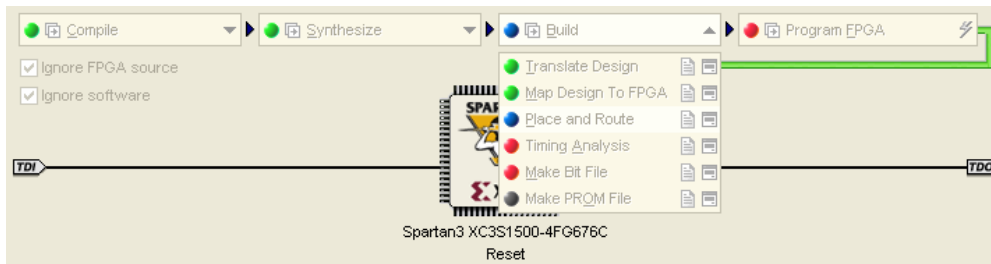 Compile Synthesize Build Program FPGA
Ignore FPGA source
Ignore software
Translate Design
Map Design To FPGA
Place and Route
Timing Analysis
Make Bit File
Make PROM File
SPAR
TDI
TDO
Spartan3 XC3S1500-4FG676C
Reset